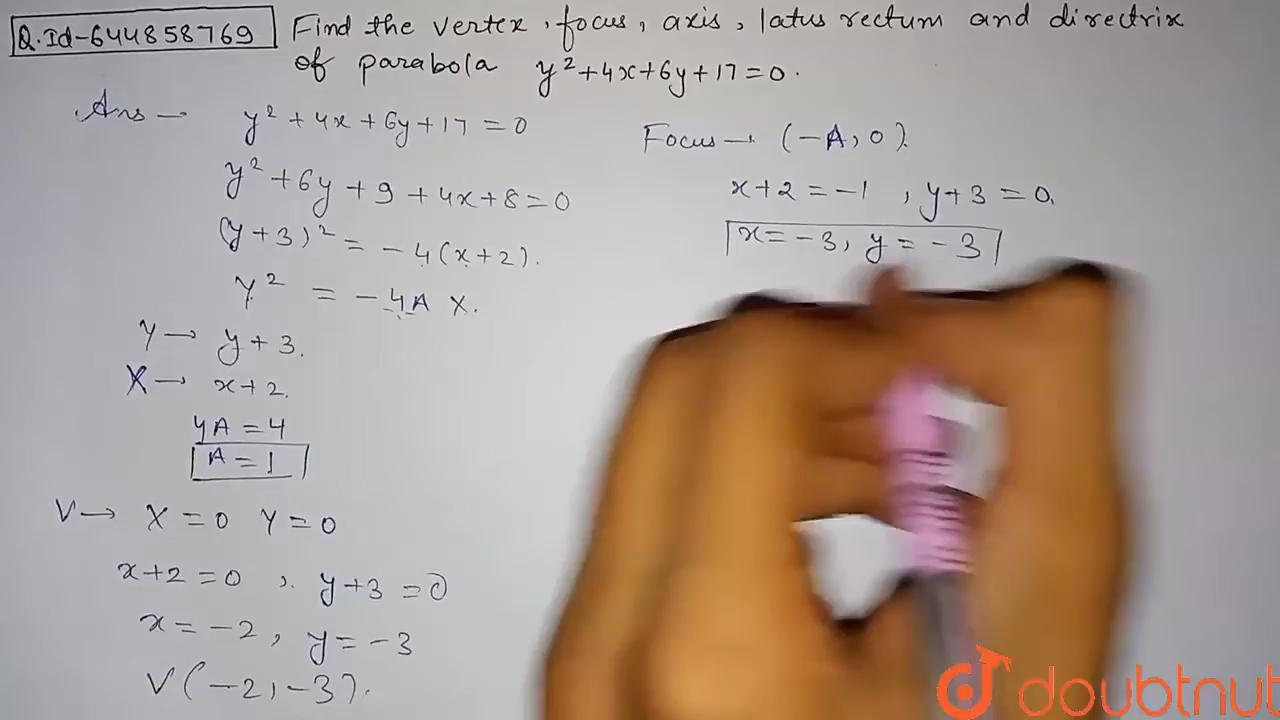 Q.Id-644858769 Find the vertex, focus, axis, latus rectum and directrix
of parabola y²+4x+6y+17=0.
Ans → y²+4x+6y+17=0
y²+6y+9+4x+8=0
(y+3)²=-4(x+2).
Y² = -4A X.
Y → y+3.
X → x+2.
4A=4
A=1
V → X=0 Y=0
x+2=0, y+3=0
x=-2, y=-3
V(-2,-3).
Focus → (-A,0).
x+2=-1, y+3=0.
x=-3, y=-3
doubtnut